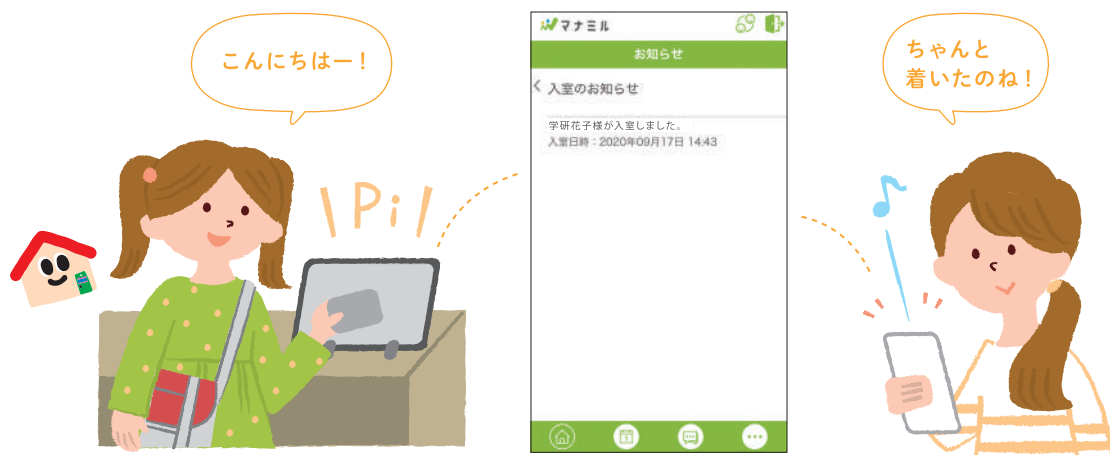 こんにちはー！
Pi
マナミル
お知らせ
入室のお知らせ
学研花子様が入室しました。
入室日時：2020年09月17日 14:43
ちゃんと
着いたのね！